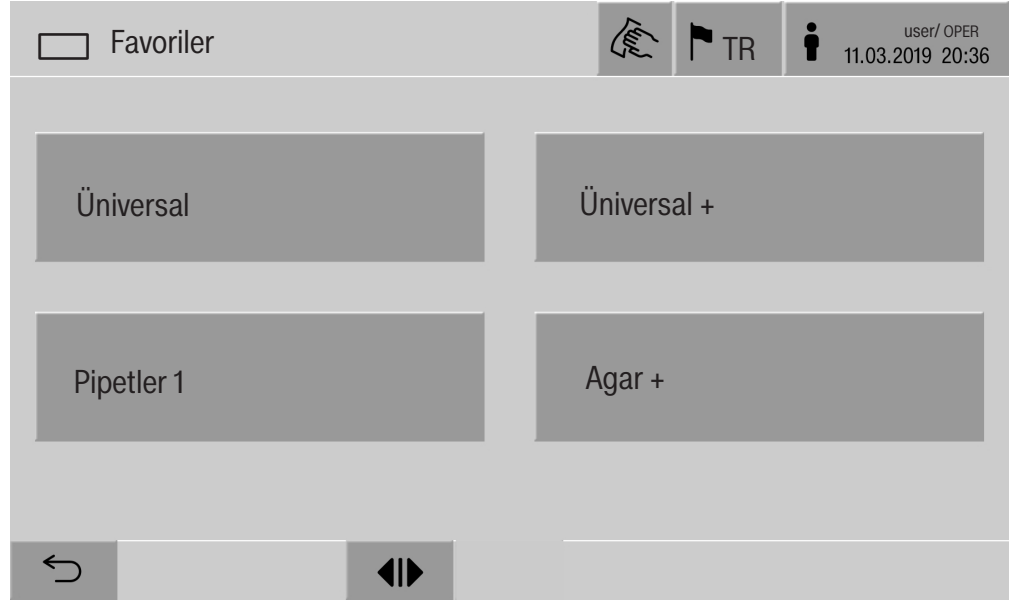 Favoriler
TR
user/ OPER
11.03.2019 20:36
Üniversal
Üniversal +
Pipetler 1
Agar +